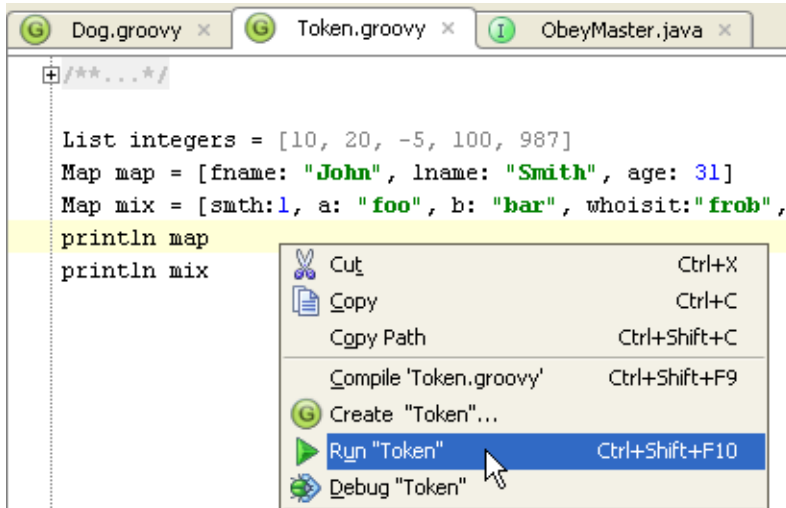 G Dog.groovy × G Token.groovy × I ObeyMaster.java ×
/**...*/
List integers = [10, 20, -5, 100, 987]
Map map = [fname: "John", lname: "Smith", age: 31]
Map mix = [smth:1, a: "foo", b: "bar", whoisit:"frob",
println map
println mix
Cut Ctrl+X
Copy Ctrl+C
Copy Path Ctrl+Shift+C
Compile 'Token.groovy' Ctrl+Shift+F9
G Create "Token"...
Run "Token" Ctrl+Shift+F10
Debug "Token"